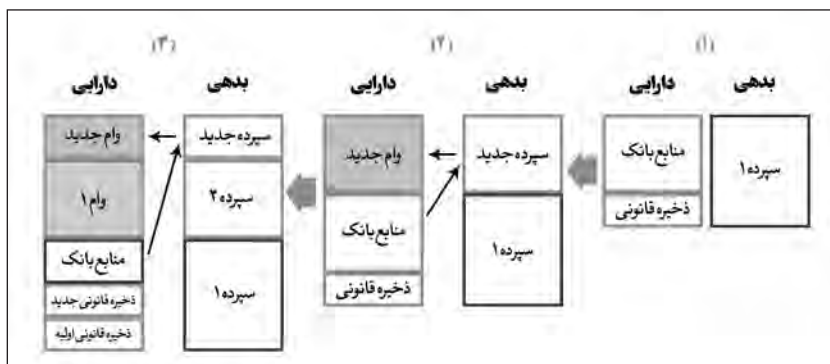 (۱)
بدهی
دارایی
سپرده ۱
منابع بانک
ذخیره قانونی
(۲)
بدهی
دارایی
سپرده جدید
سپرده ۱
وام جدید
منابع بانک
ذخیره قانونی
(۳)
بدهی
دارایی
سپرده جدید
سپرده ۲
سپرده ۱
وام جدید
وام ۱
منابع بانک
ذخیره قانونی جدید
ذخیره قانونی اولیه